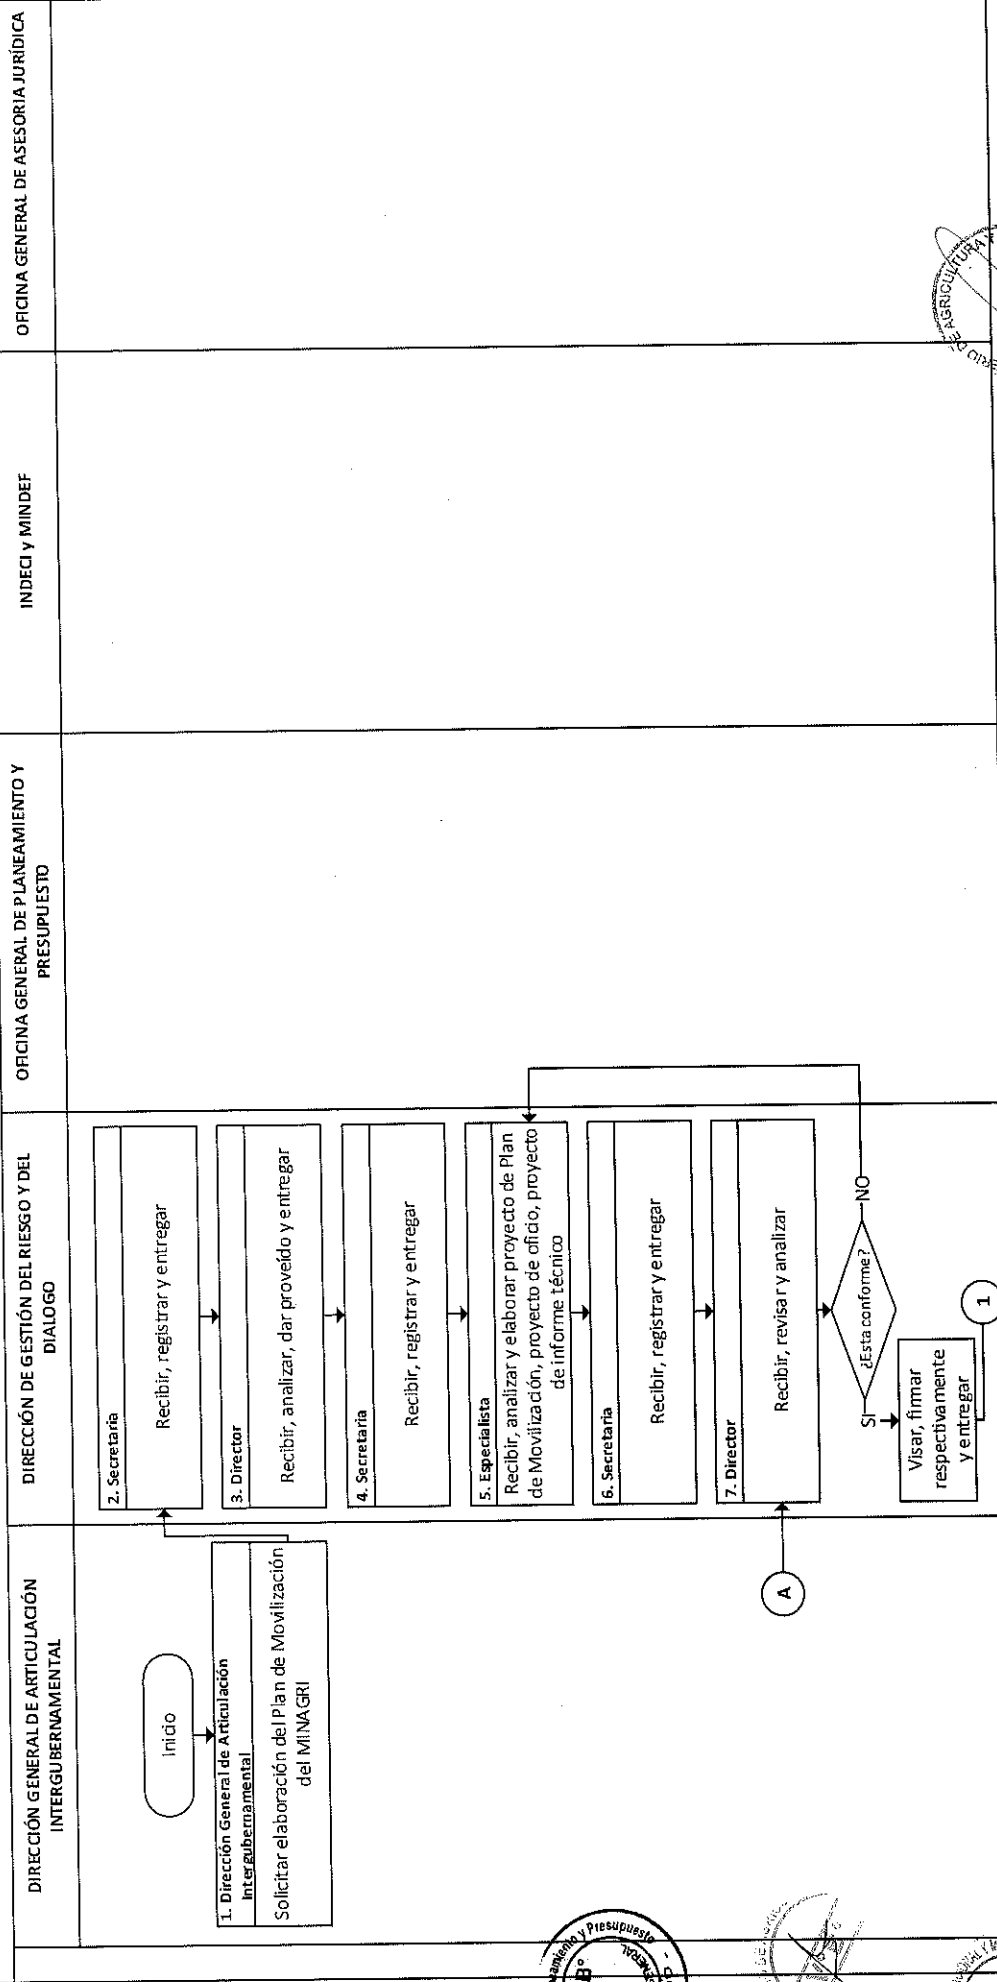 DIRECCIÓN GENERAL DE ARTICULACIÓN
INTERGUBERNAMENTAL
DIRECCIÓN DE GESTIÓN DEL RIESGO Y DEL
DIALOGO
OFICINA GENERAL DE PLANEAMIENTO Y
PRESUPUESTO
INDECI y MINDEF
OFICINA GENERAL DE ASESORIA JURÍDICA
Inicio
1. Dirección General de Articulación
Intergubernamental
Solicitar elaboración del Plan de Movilización
del MINAGRI
2. Secretaria
Recibir, registrar y entregar
3. Director
Recibir, analizar, dar proveído y entregar
4. Secretaria
Recibir, registrar y entregar
5. Especialista
Recibir, analizar y elaborar proyecto de Plan
de Movilización, proyecto de oficio, proyecto
de informe técnico
6. Secretaria
Recibir, registrar y entregar
7. Director
Recibir, revisar y analizar
A
¿Esta conforme?
SI
NO
Visar, firmar
respectivamente
y entregar
1
y Presupuesto
B°
DE AGRICULTURA Y